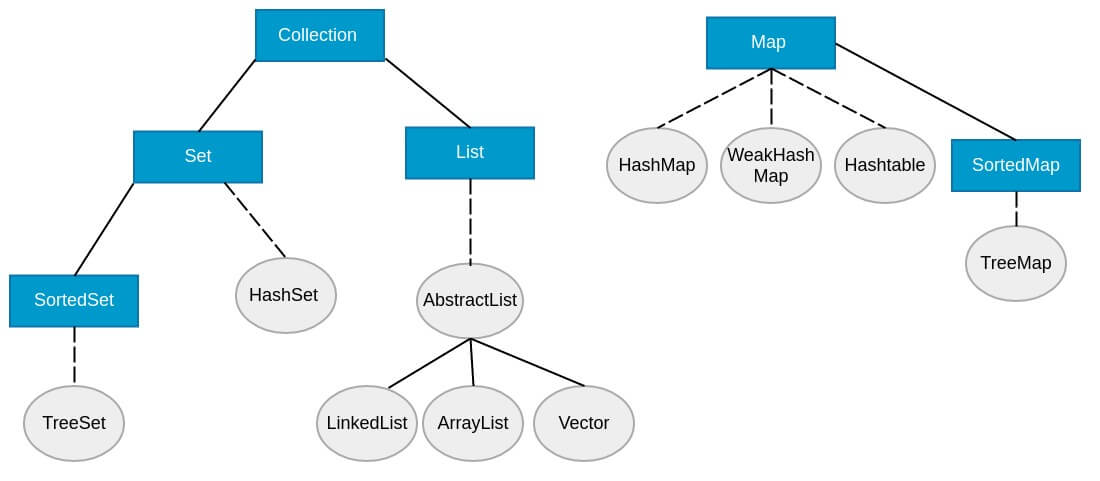 Collection
Map
Set
List
HashMap
WeakHash
Map
Hashtable
SortedMap
SortedSet
HashSet
AbstractList
TreeMap
TreeSet
LinkedList
ArrayList
Vector